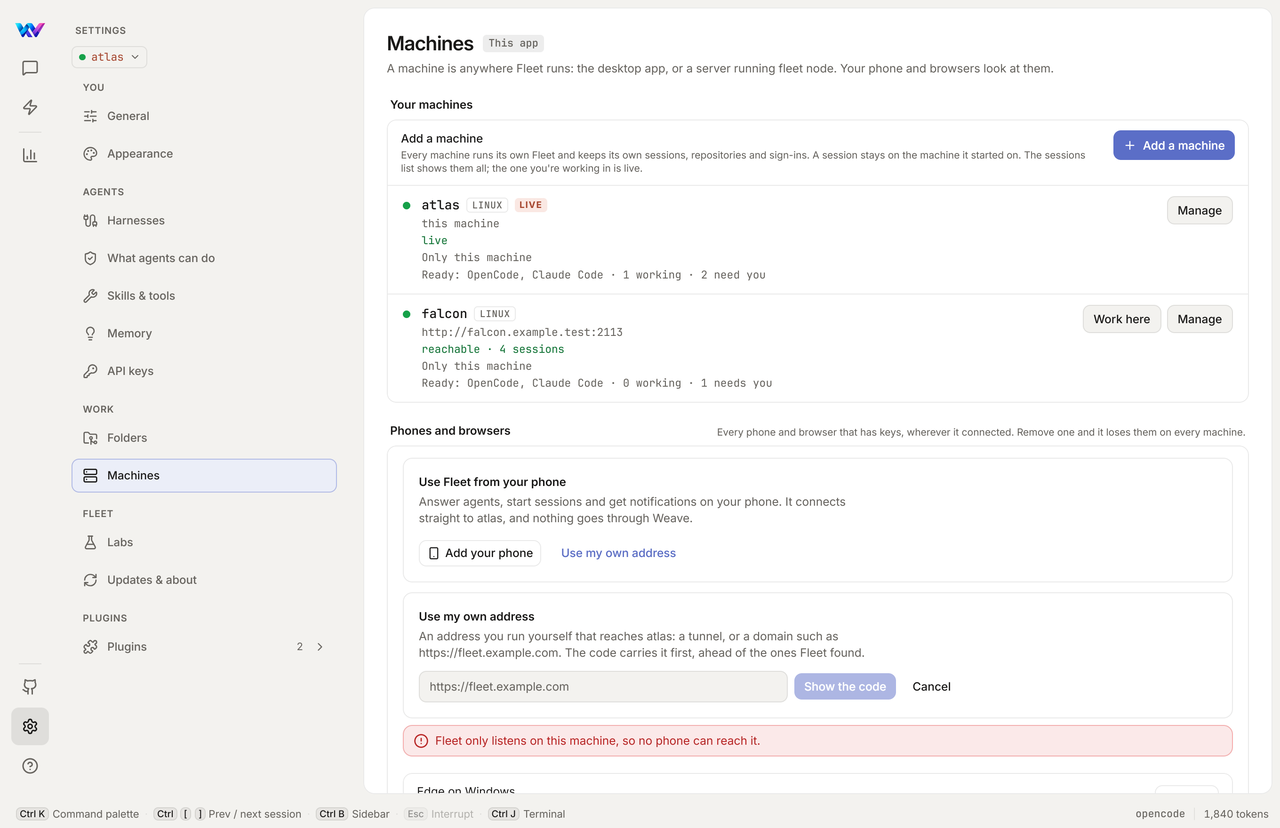 SETTINGS
atlas
YOU
General
Appearance
AGENTS
Harnesses
What agents can do
Skills & tools
Memory
API keys
WORK
Folders
Machines
FLEET
Labs
Updates & about
PLUGINS
Plugins 2
Machines This app
A machine is anywhere Fleet runs: the desktop app, or a server running fleet node. Your phone and browsers look at them.
Your machines
Add a machine
Every machine runs its own Fleet and keeps its own sessions, repositories and sign-ins. A session stays on the machine it started on. The sessions
list shows them all; the one you're working in is live.
+ Add a machine
atlas LINUX LIVE
this machine
live
Only this machine
Ready: OpenCode, Claude Code · 1 working · 2 need you
Manage
falcon LINUX
http://falcon.example.test:2113
reachable · 4 sessions
Only this machine
Ready: OpenCode, Claude Code · 0 working · 1 needs you
Work here Manage
Phones and browsers
Every phone and browser that has keys, wherever it connected. Remove one and it loses them on every machine.
Use Fleet from your phone
Answer agents, start sessions and get notifications on your phone. It connects
straight to atlas, and nothing goes through Weave.
Add your phone Use my own address
Use my own address
An address you run yourself that reaches atlas: a tunnel, or a domain such as
https://fleet.example.com. The code carries it first, ahead of the ones Fleet found.
https://fleet.example.com Show the code Cancel
Fleet only listens on this machine, so no phone can reach it.
Edge on Windows
Ctrl K Command palette Ctrl [ ] Prev / next session Ctrl B Sidebar Esc Interrupt Ctrl J Terminal opencode 1,840 tokens